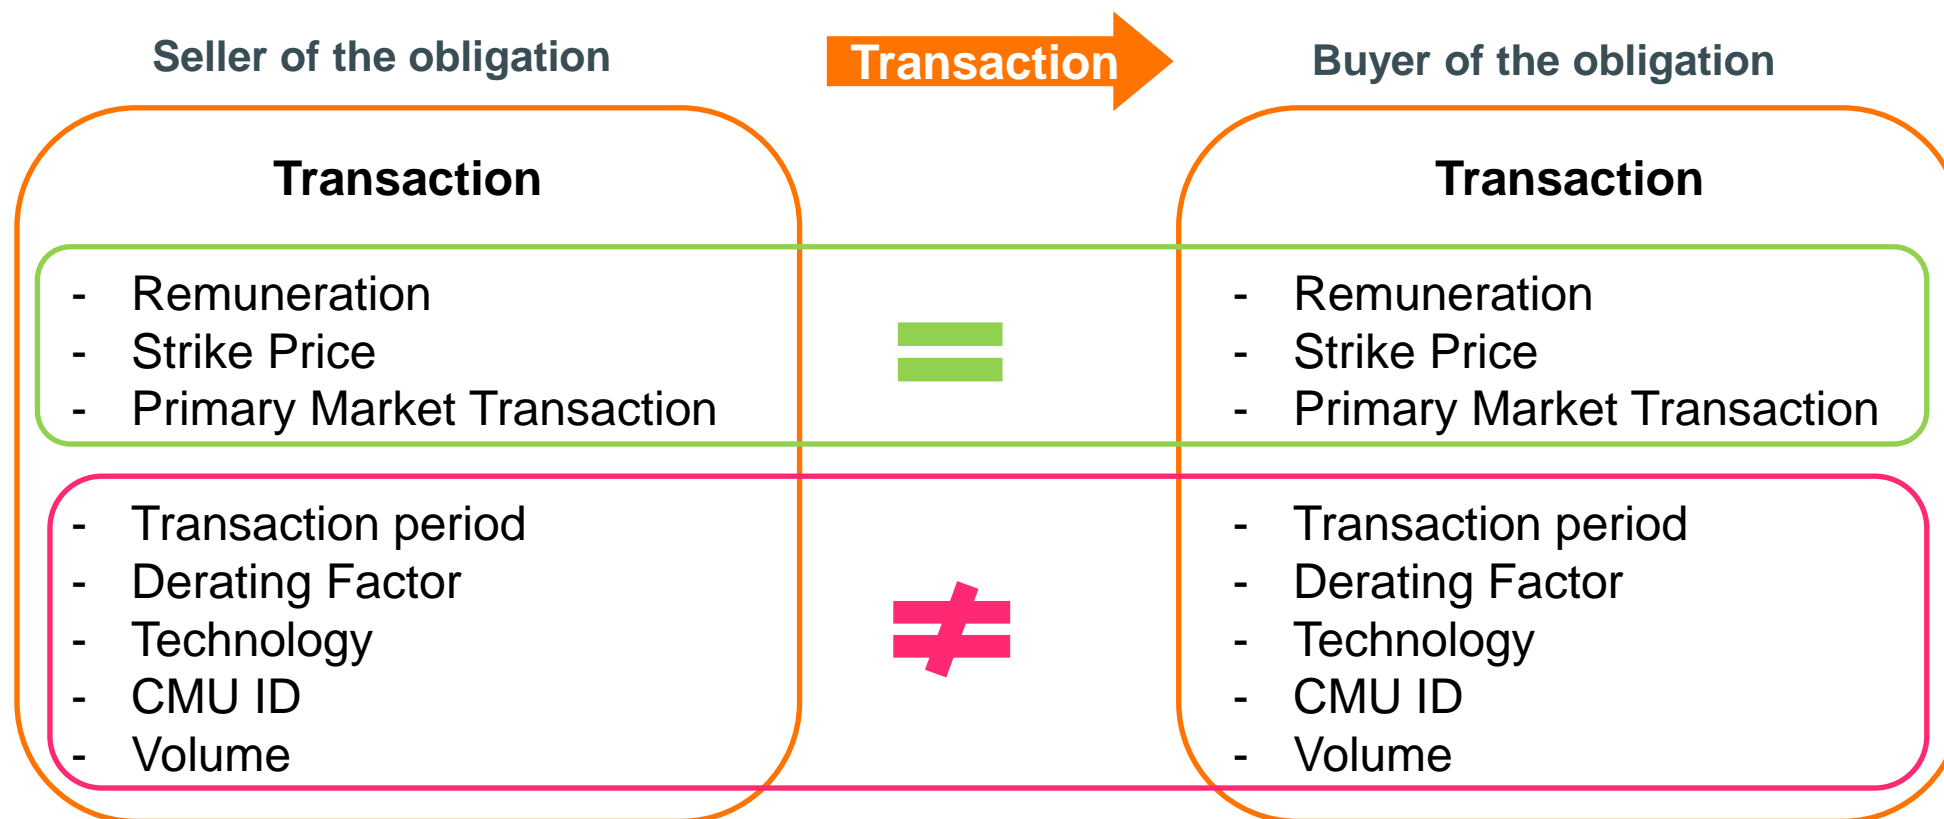 Seller of the obligation
Transaction
Buyer of the obligation
Transaction
- Remuneration
- Strike Price
- Primary Market Transaction
- Transaction period
- Derating Factor
- Technology
- CMU ID
- Volume
=
≠
Transaction
- Remuneration
- Strike Price
- Primary Market Transaction
- Transaction period
- Derating Factor
- Technology
- CMU ID
- Volume